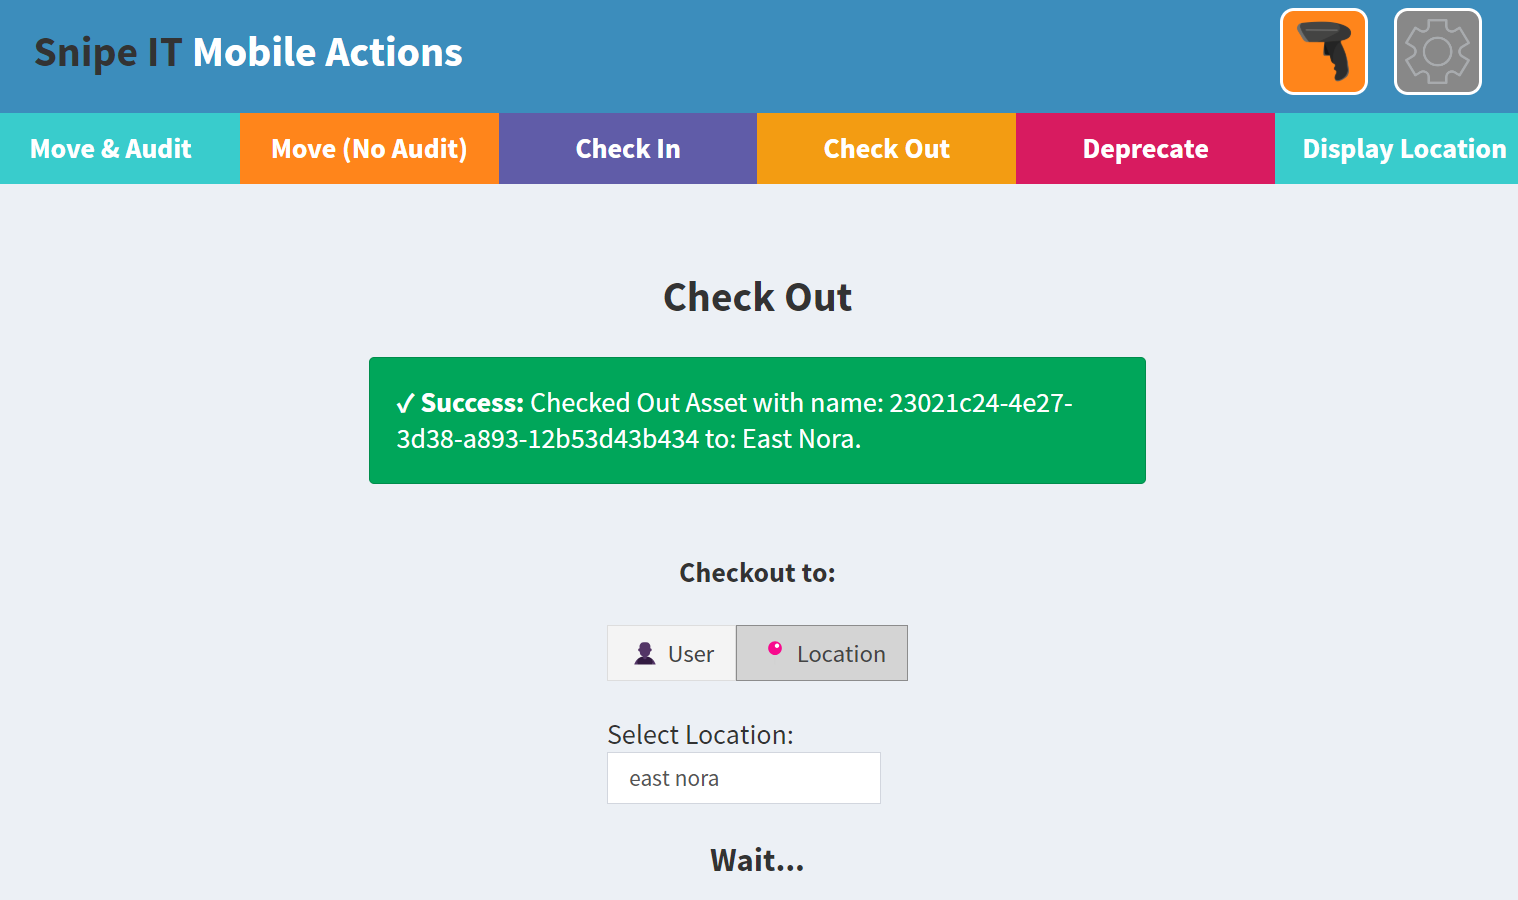 Snipe IT Mobile Actions
Move & Audit
Move (No Audit)
Check In
Check Out
Deprecate
Display Location
Check Out
✓ Success: Checked Out Asset with name: 23021c24-4e27-
3d38-a893-12b53d43b434 to: East Nora.
Checkout to:
User
Location
Select Location:
east nora
Wait...